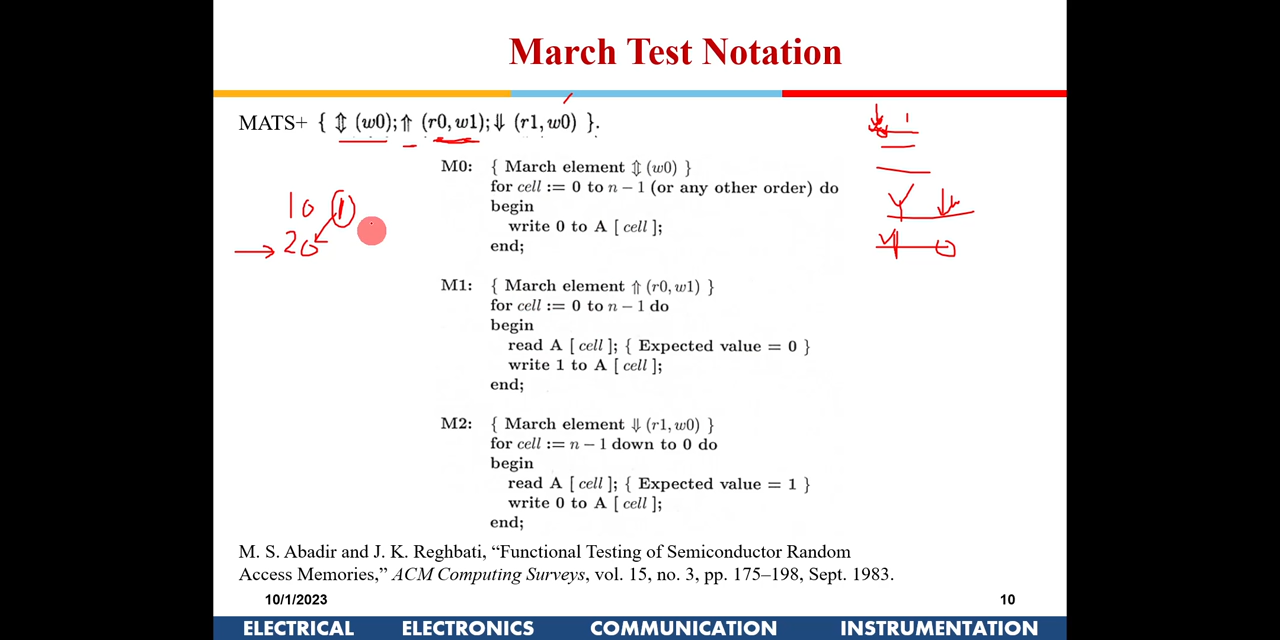 March Test Notation
MATS+ { ⇕ (w0); ⇑ (r0, w1); ⇓ (r1, w0) }.
M0: { March element ⇕ (w0) }
for cell := 0 to n − 1 (or any other order) do
begin
write 0 to A [ cell ];
end;
M1: { March element ⇑ (r0, w1) }
for cell := 0 to n − 1 do
begin
read A [ cell ]; { Expected value = 0 }
write 1 to A [ cell ];
end;
M2: { March element ⇓ (r1, w0) }
for cell := n − 1 down to 0 do
begin
read A [ cell ]; { Expected value = 1 }
write 0 to A [ cell ];
end;
10 1
20
M. S. Abadir and J. K. Reghbati, “Functional Testing of Semiconductor Random
Access Memories,” ACM Computing Surveys, vol. 15, no. 3, pp. 175–198, Sept. 1983.
10/1/2023 10
ELECTRICAL ELECTRONICS COMMUNICATION INSTRUMENTATION